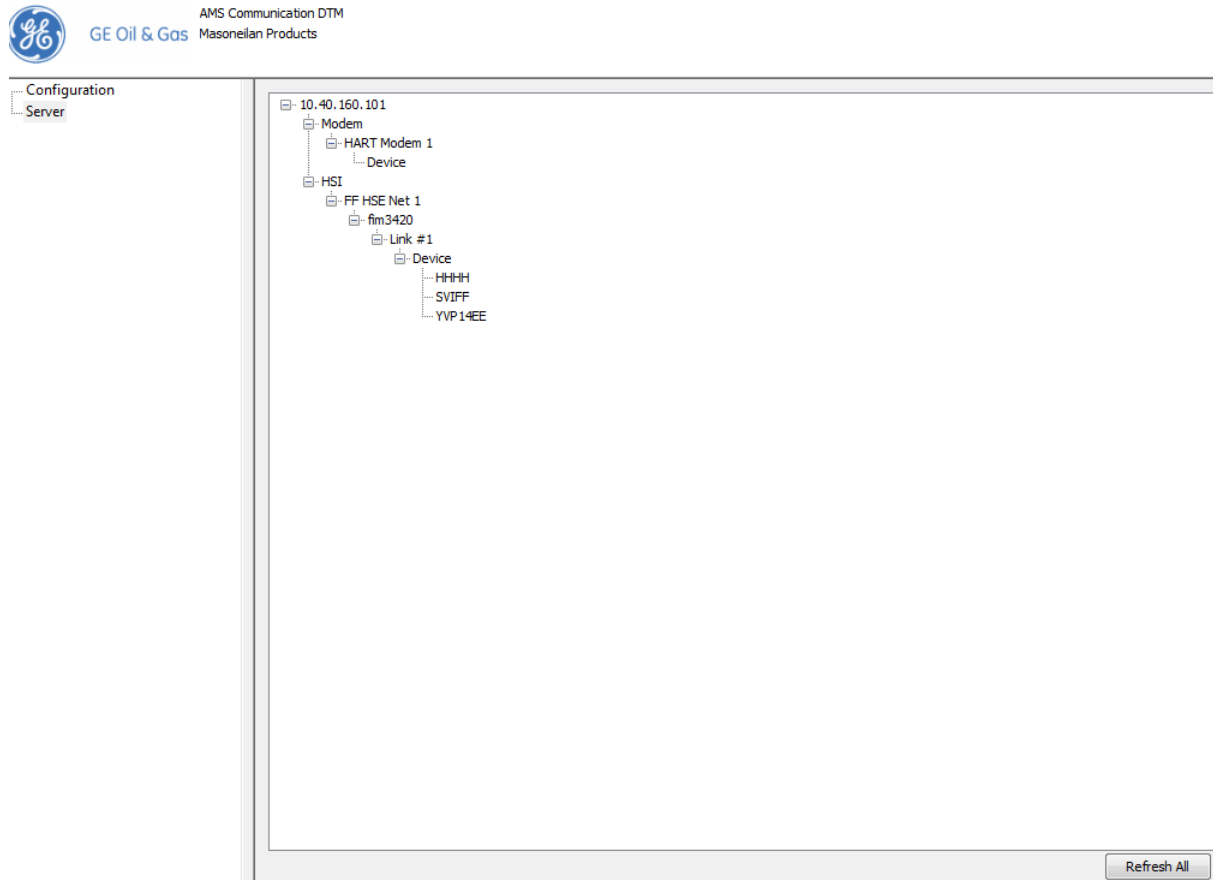 AMS Communication DTM
GE Oil & Gas Masoneilan Products
Configuration
Server
10.40.160.101
Modem
HART Modem 1
Device
HSI
FF HSE Net 1
fim3420
Link #1
Device
HHHH
SVIFF
YVP14EE
Refresh All